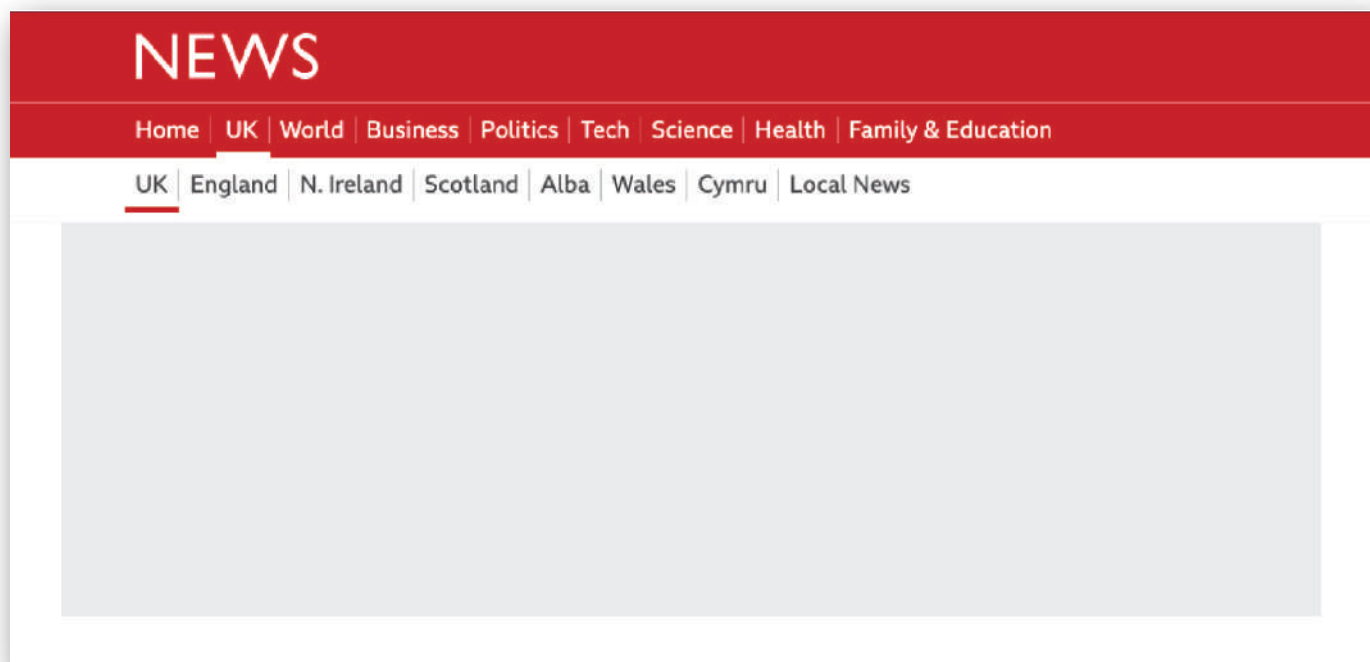 NEWS
Home UK World Business Politics Tech Science Health Family & Education
UK England N. Ireland Scotland Alba Wales Cymru Local News